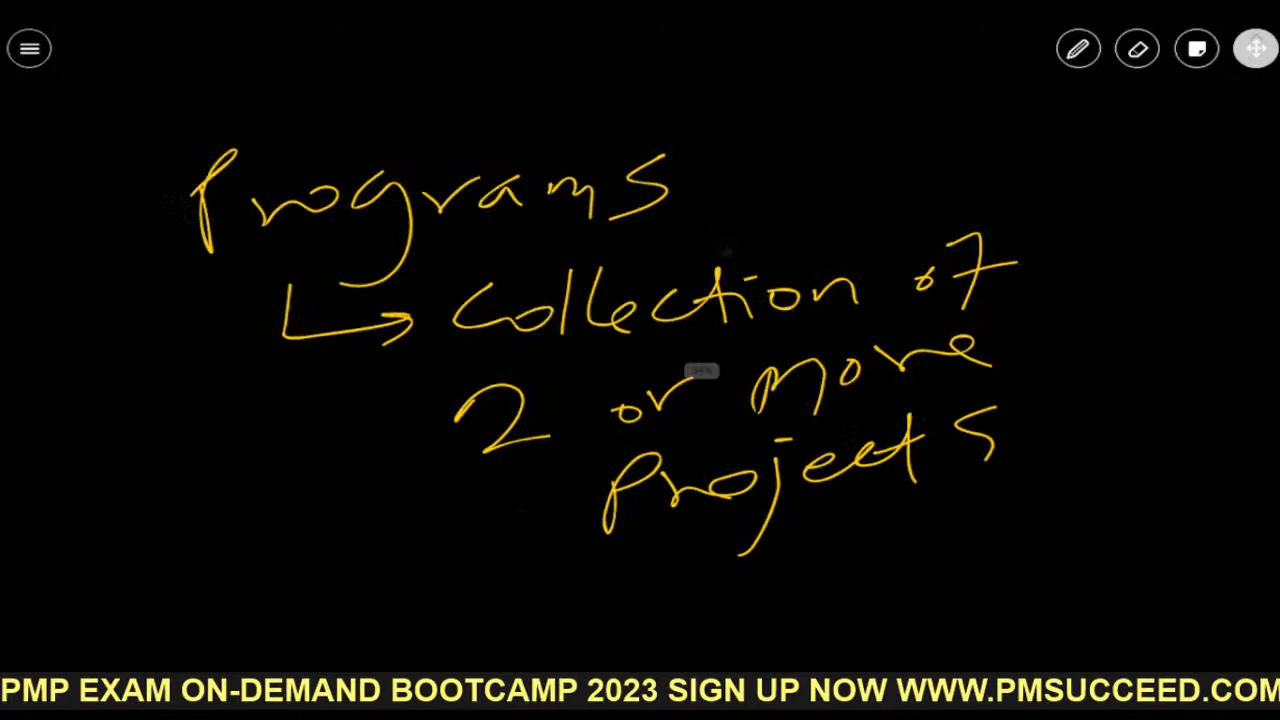 Programs
Collection of
2 or more
Projects
PMP EXAM ON-DEMAND BOOTCAMP 2023 SIGN UP NOW WWW.PMSUCCEED.COM